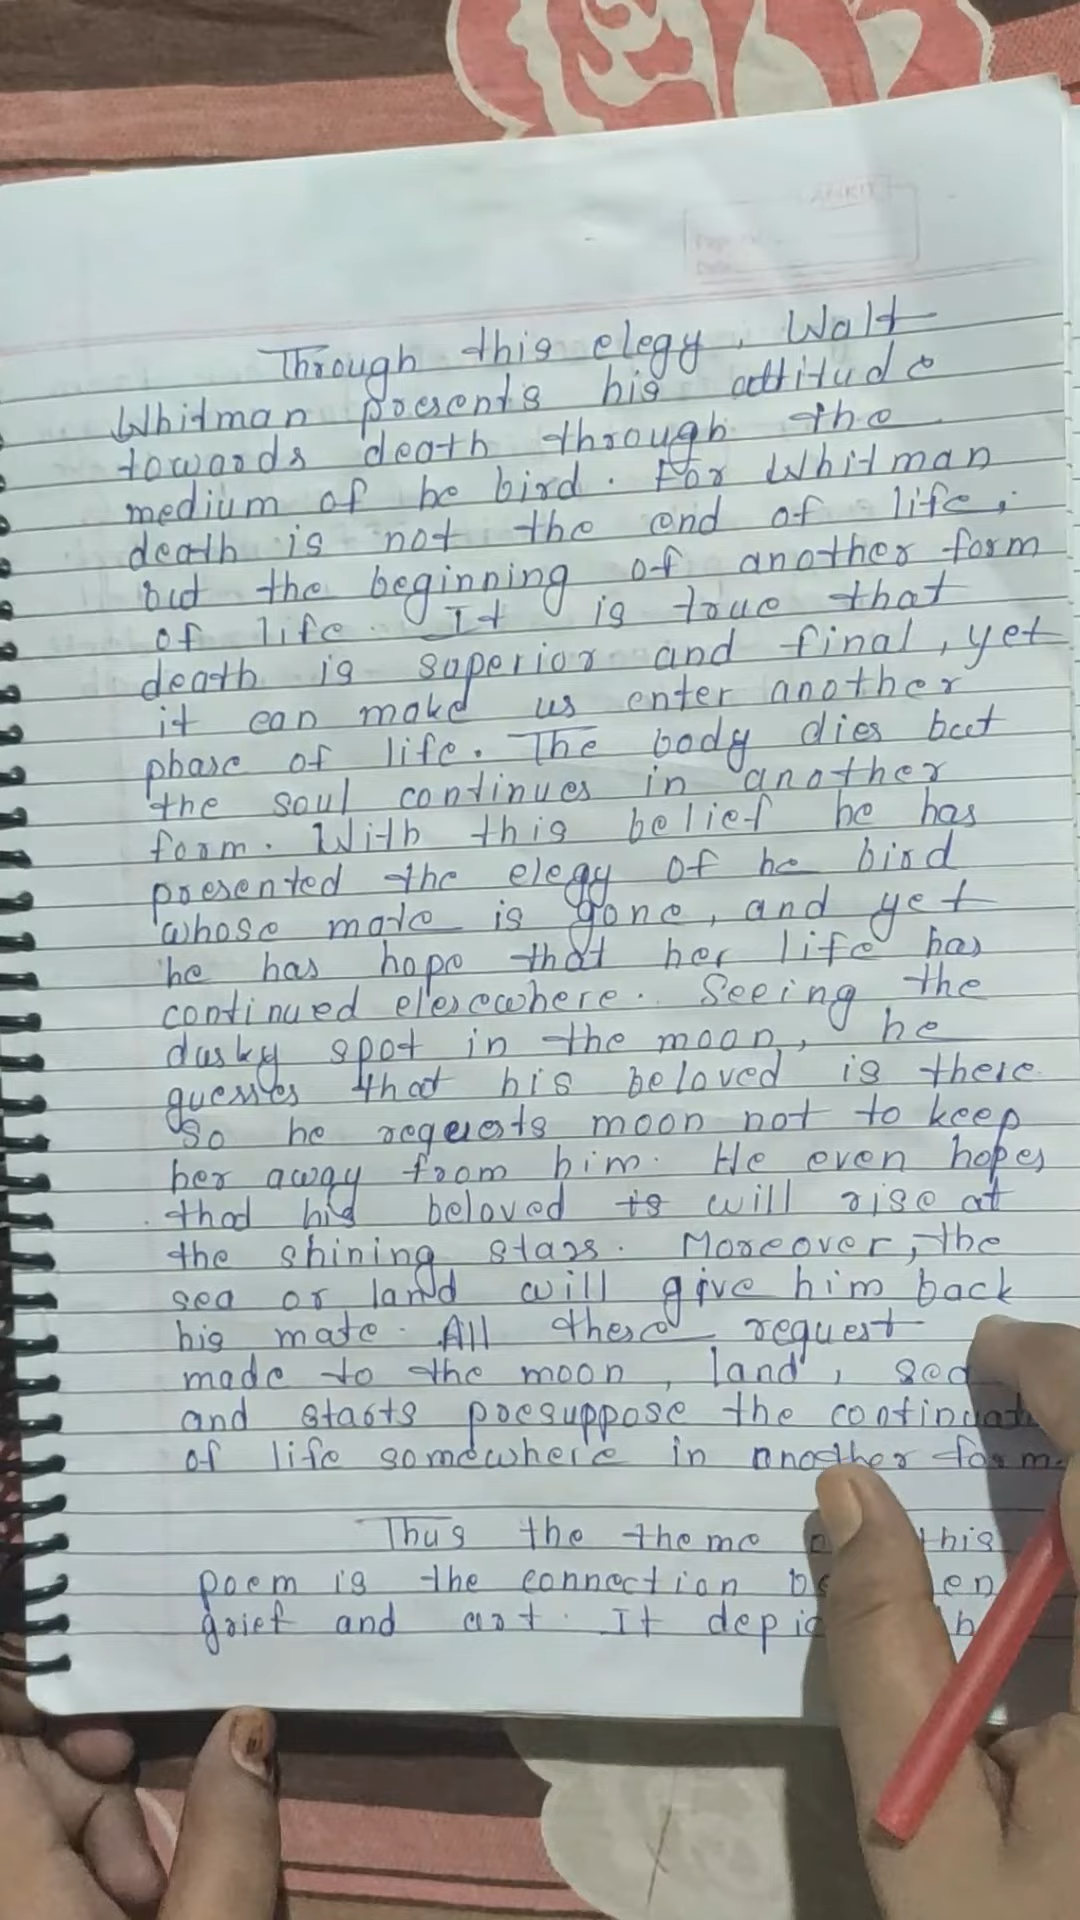 Through this elegy, Walt
Whitman presents his attitude
towards death through the
medium of he bird. For Whitman
death is not the end of life,
but the beginning of another form
of life. It is true that
death is superior and final, yet
it can make us enter another
phase of life. The body dies but
the soul continues in another
form. With this belief he has
presented the elegy of he bird
whose mate is gone, and yet
he has hope that her life has
continued elesewhere. Seeing the
dusky spot in the moon, he
guesses that his beloved is there
So he requests moon not to keep
her away from him. He even hopes
that his beloved is will rise at
the shining stars. Moreover, the
sea or land will give him back
his mate. All these request
made to the moon, land, sea
and starts presuppose the
of life somewhere in another form.
Thus the theme this
poem is the connection
grief and art. It